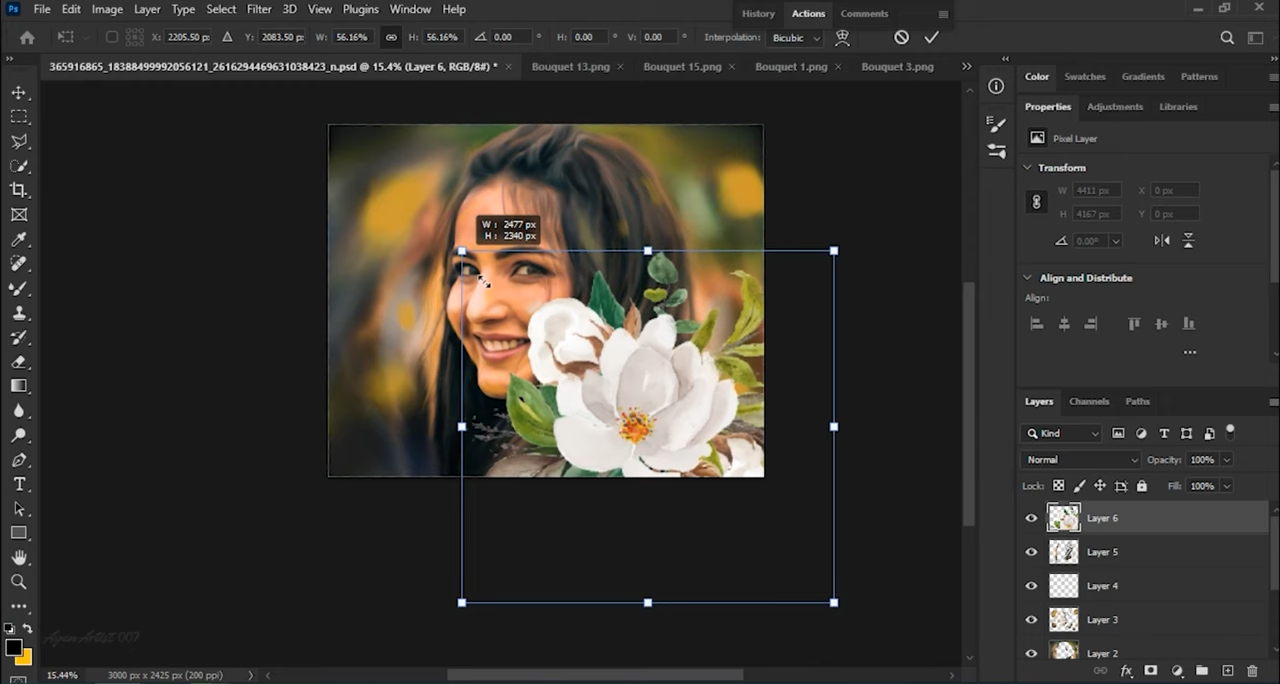 Ps File Edit Image Layer Type Select Filter 3D View Plugins Window Help
History Actions Comments
X: 2205.50 p: Y: 2083.50 p: W: 56.16% H: 56.16% 0.00 ° H: 0.00 ° V: 0.00 ° Interpolation: Bicubic
365916865_18388499992056121_2616294469631038423_n.psd @ 15.4% (Layer 6, RGB/8#) * Bouquet 13.png Bouquet 15.png Bouquet 1.png Bouquet 3.png
Color Swatches Gradients Patterns
Properties Adjustments Libraries
Pixel Layer
Transform
W 4411 px X 0 px
H 4167 px Y 0 px
0.00°
W : 2477 px
H : 2340 px
Align and Distribute
Align:
Layers Channels Paths
Kind
Normal Opacity: 100%
Lock: Fill: 100%
Layer 6
Layer 5
Layer 4
Layer 3
Layer 2
15.44% 3000 px x 2425 px (200 ppi)